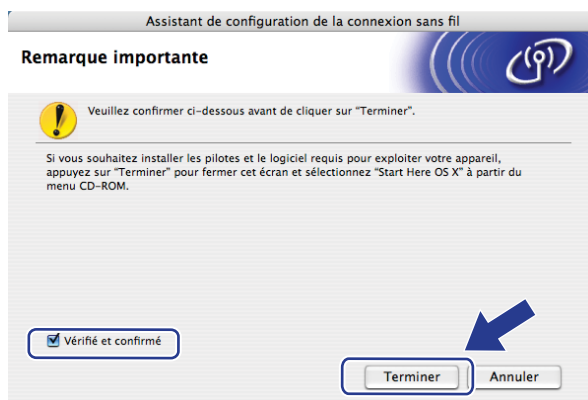 Assistant de configuration de la connexion sans fil
Remarque importante
Veuillez confirmer ci-dessous avant de cliquer sur “Terminer”.
Si vous souhaitez installer les pilotes et le logiciel requis pour exploiter votre appareil,
appuyez sur “Terminer” pour fermer cet écran et sélectionnez “Start Here OS X” à partir du
menu CD-ROM.
Vérifié et confirmé
Terminer
Annuler